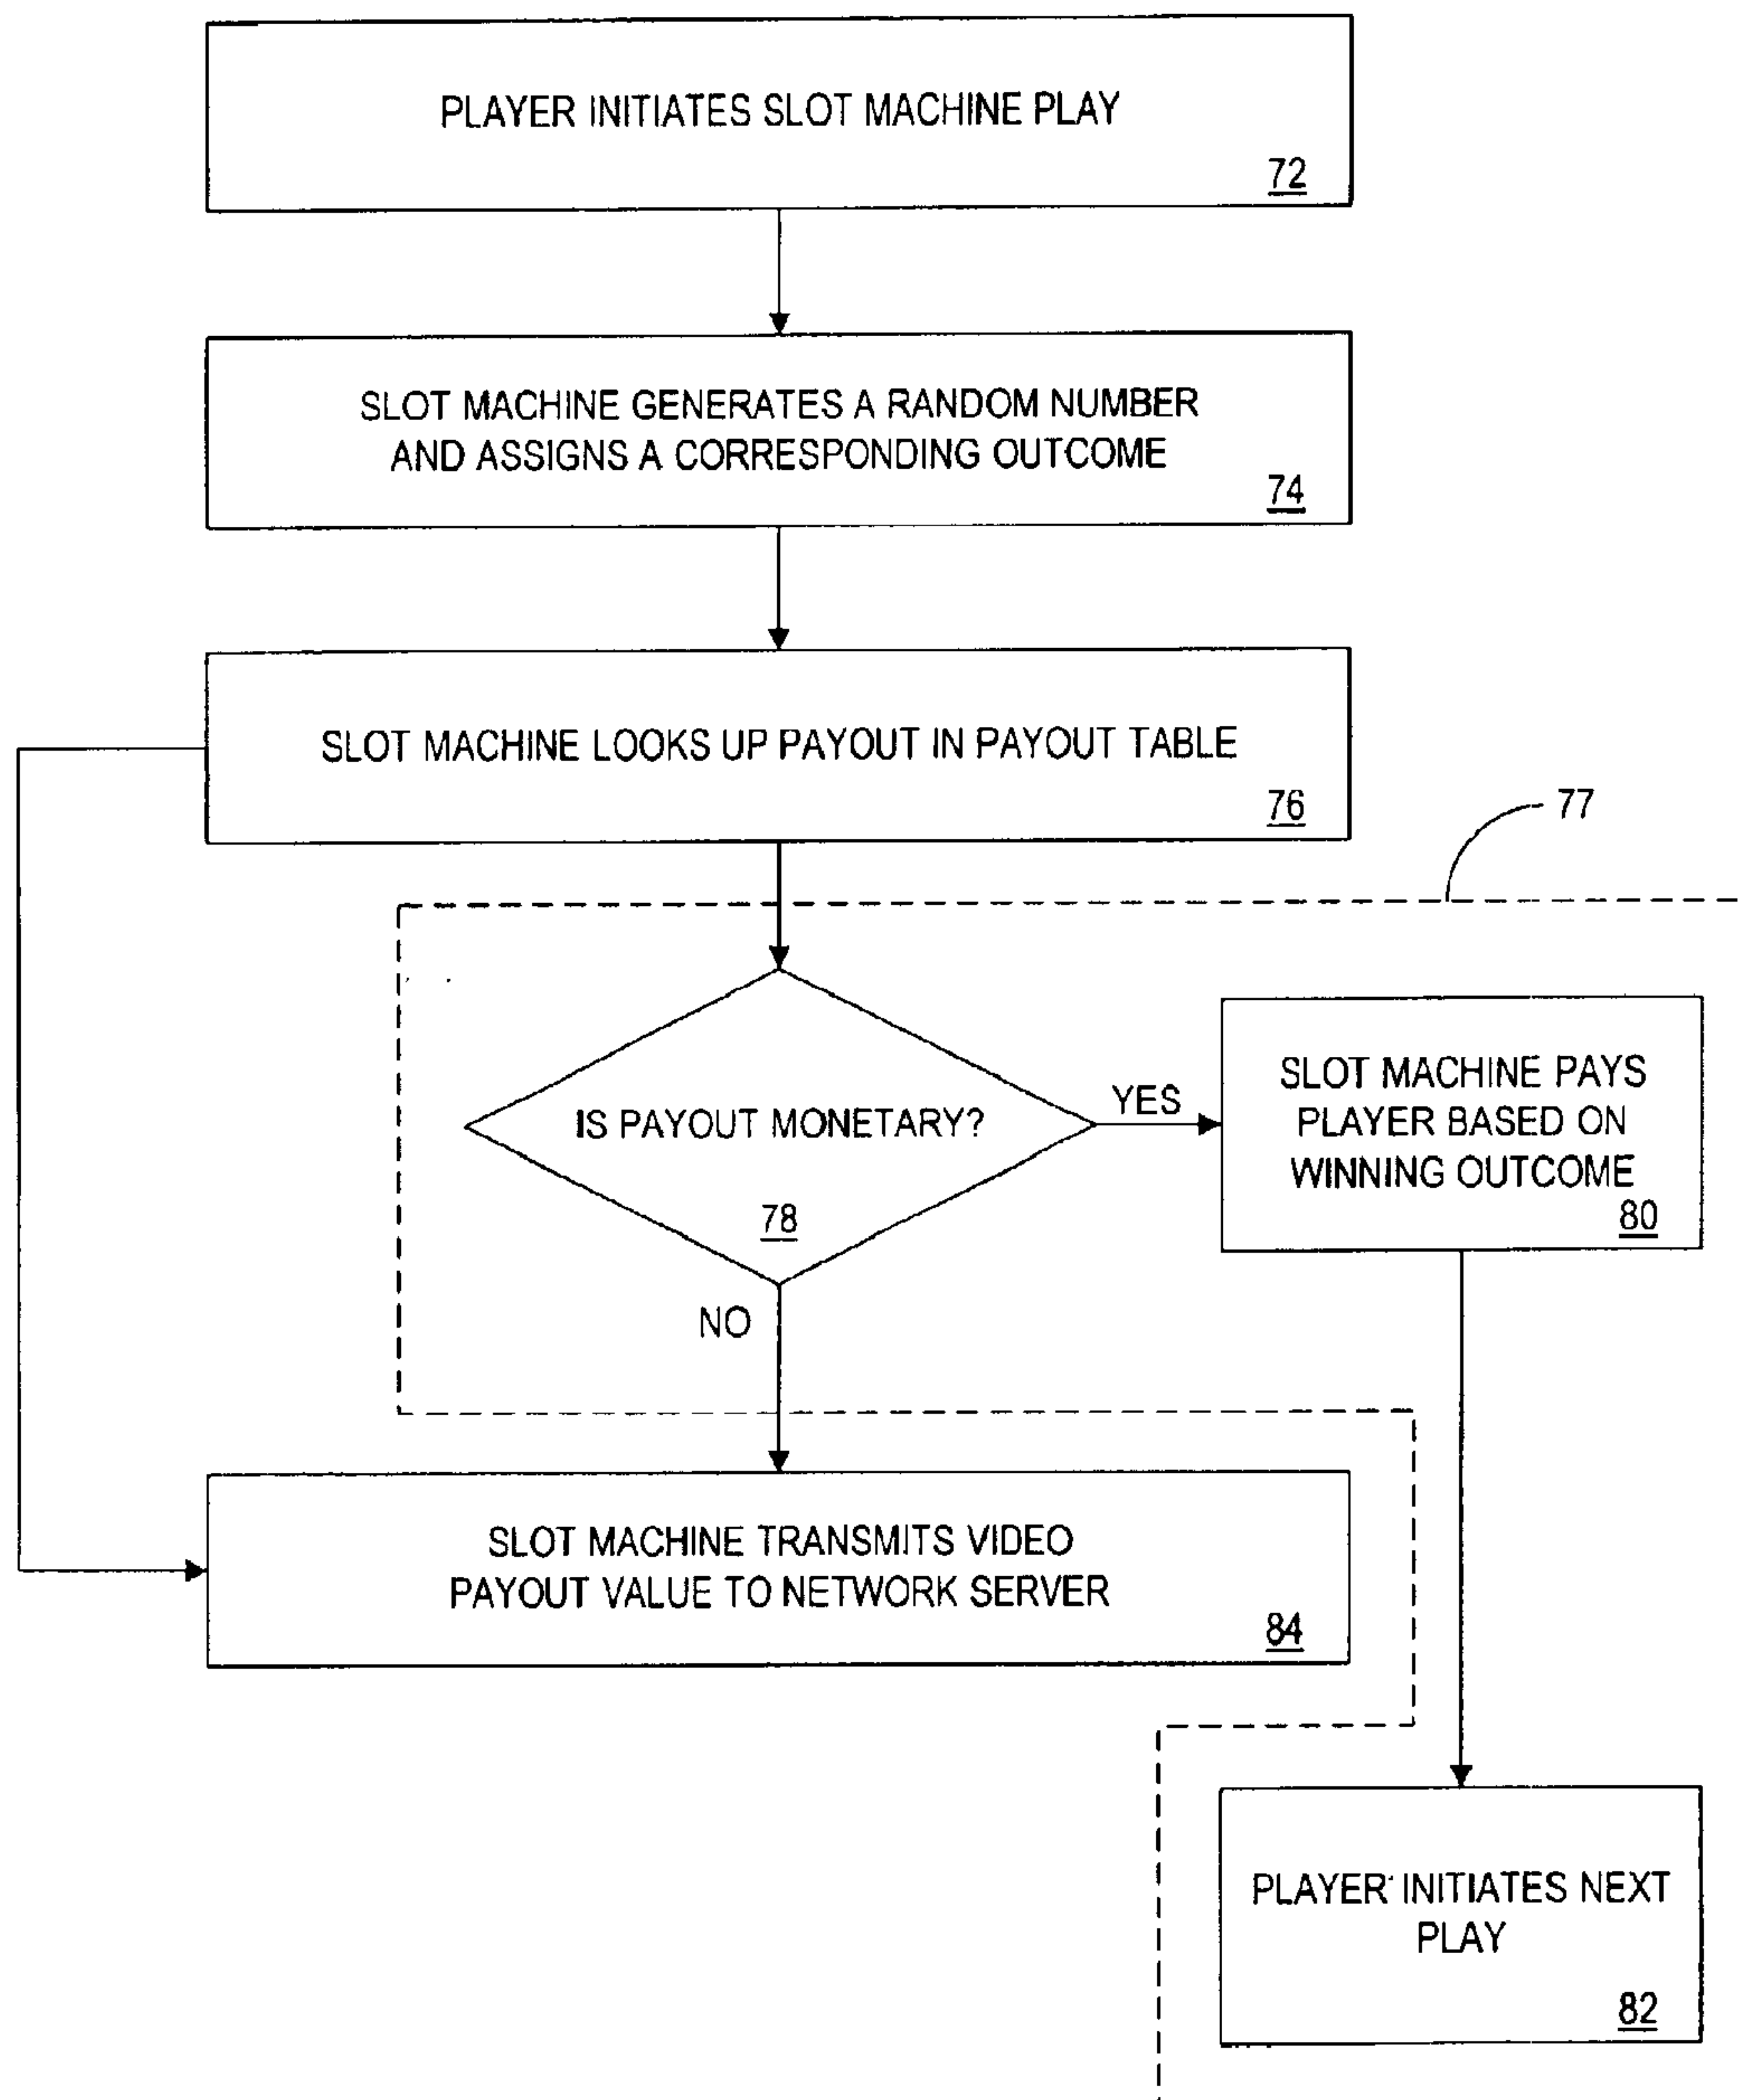 PLAYER INITIATES SLOT MACHINE PLAY
72
SLOT MACHINE GENERATES A RANDOM NUMBER
AND ASSIGNS A CORRESPONDING OUTCOME
74
SLOT MACHINE LOOKS UP PAYOUT IN PAYOUT TABLE
76
77
IS PAYOUT MONETARY?
78
YES
SLOT MACHINE PAYS
PLAYER BASED ON
WINNING OUTCOME
80
NO
SLOT MACHINE TRANSMITS VIDEO
PAYOUT VALUE TO NETWORK SERVER
84
PLAYER INITIATES NEXT
PLAY
82